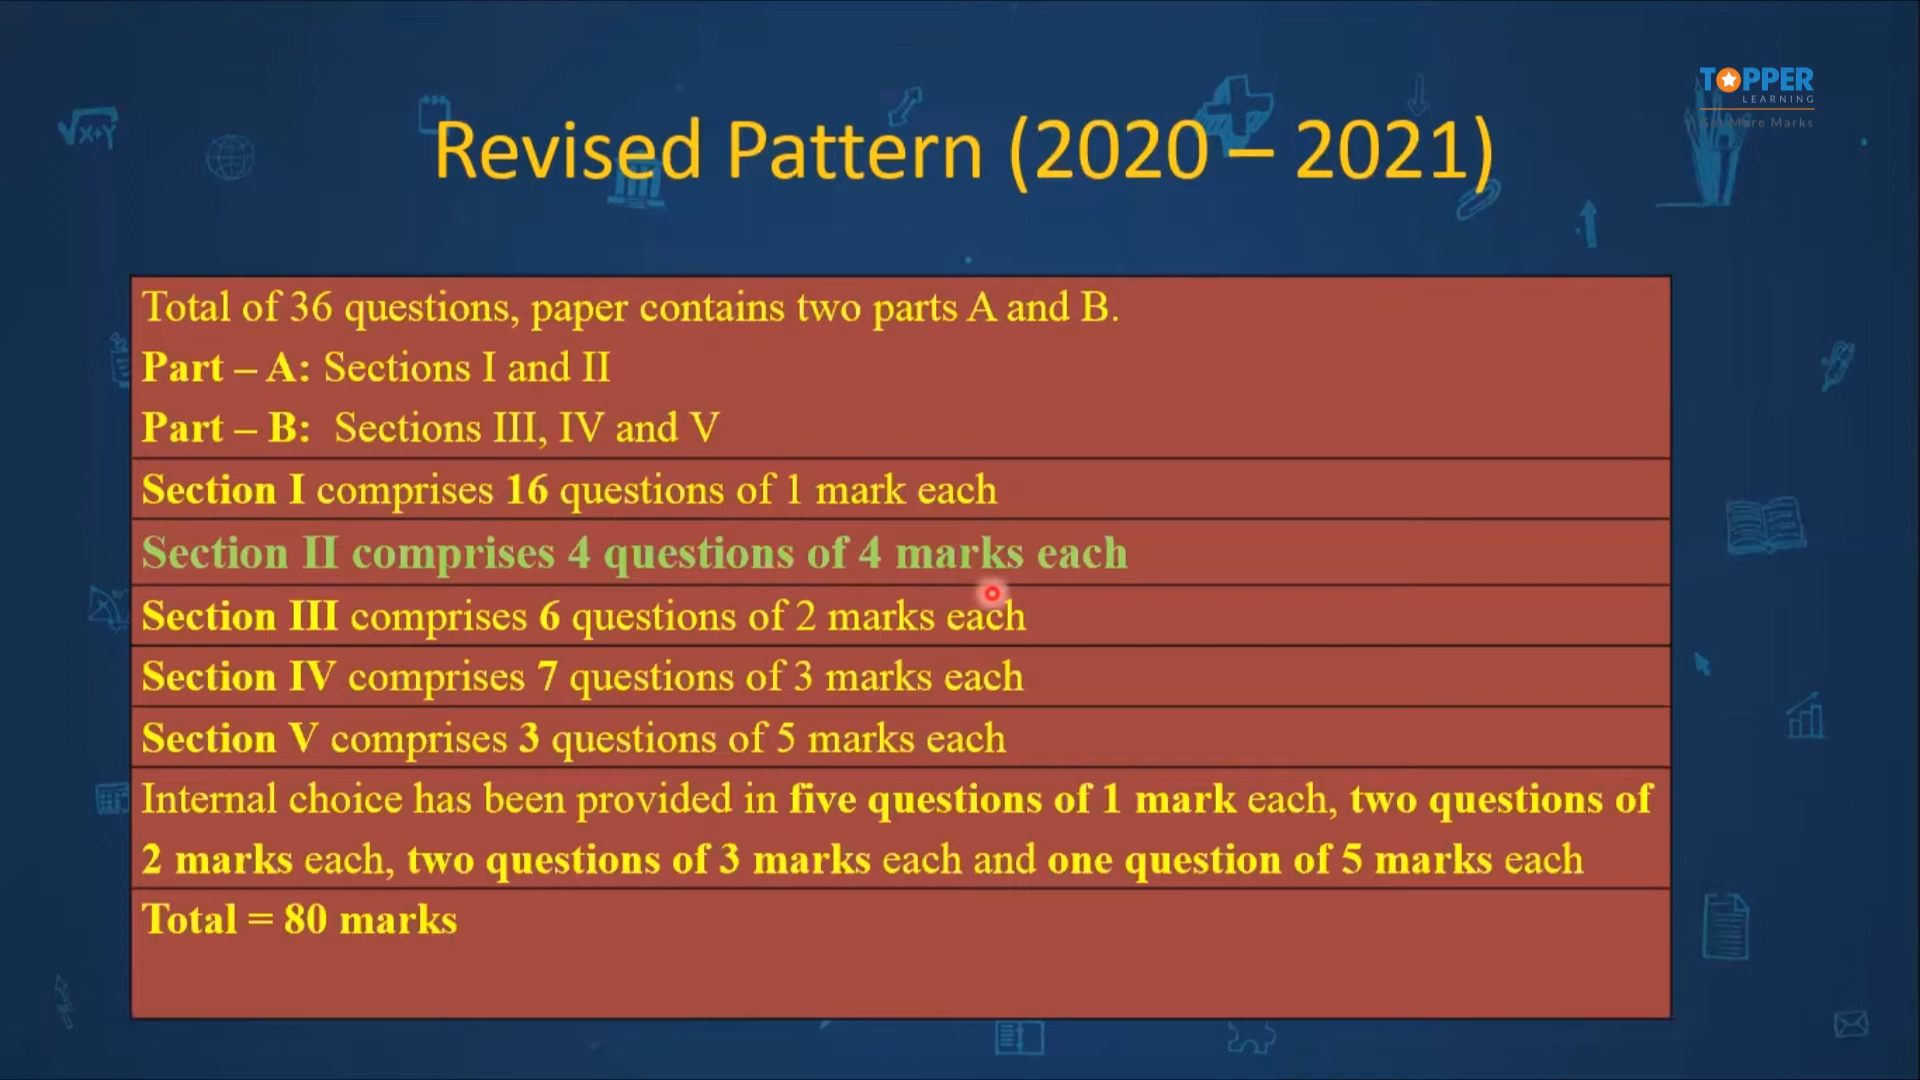 TOPPER
LEARNING
Get More Marks
√x+y
Revised Pattern (2020 – 2021)
Total of 36 questions, paper contains two parts A and B.
Part – A: Sections I and II
Part – B: Sections III, IV and V
Section I comprises 16 questions of 1 mark each
Section II comprises 4 questions of 4 marks each
Section III comprises 6 questions of 2 marks each
Section IV comprises 7 questions of 3 marks each
Section V comprises 3 questions of 5 marks each
Internal choice has been provided in five questions of 1 mark each, two questions of
2 marks each, two questions of 3 marks each and one question of 5 marks each
Total = 80 marks